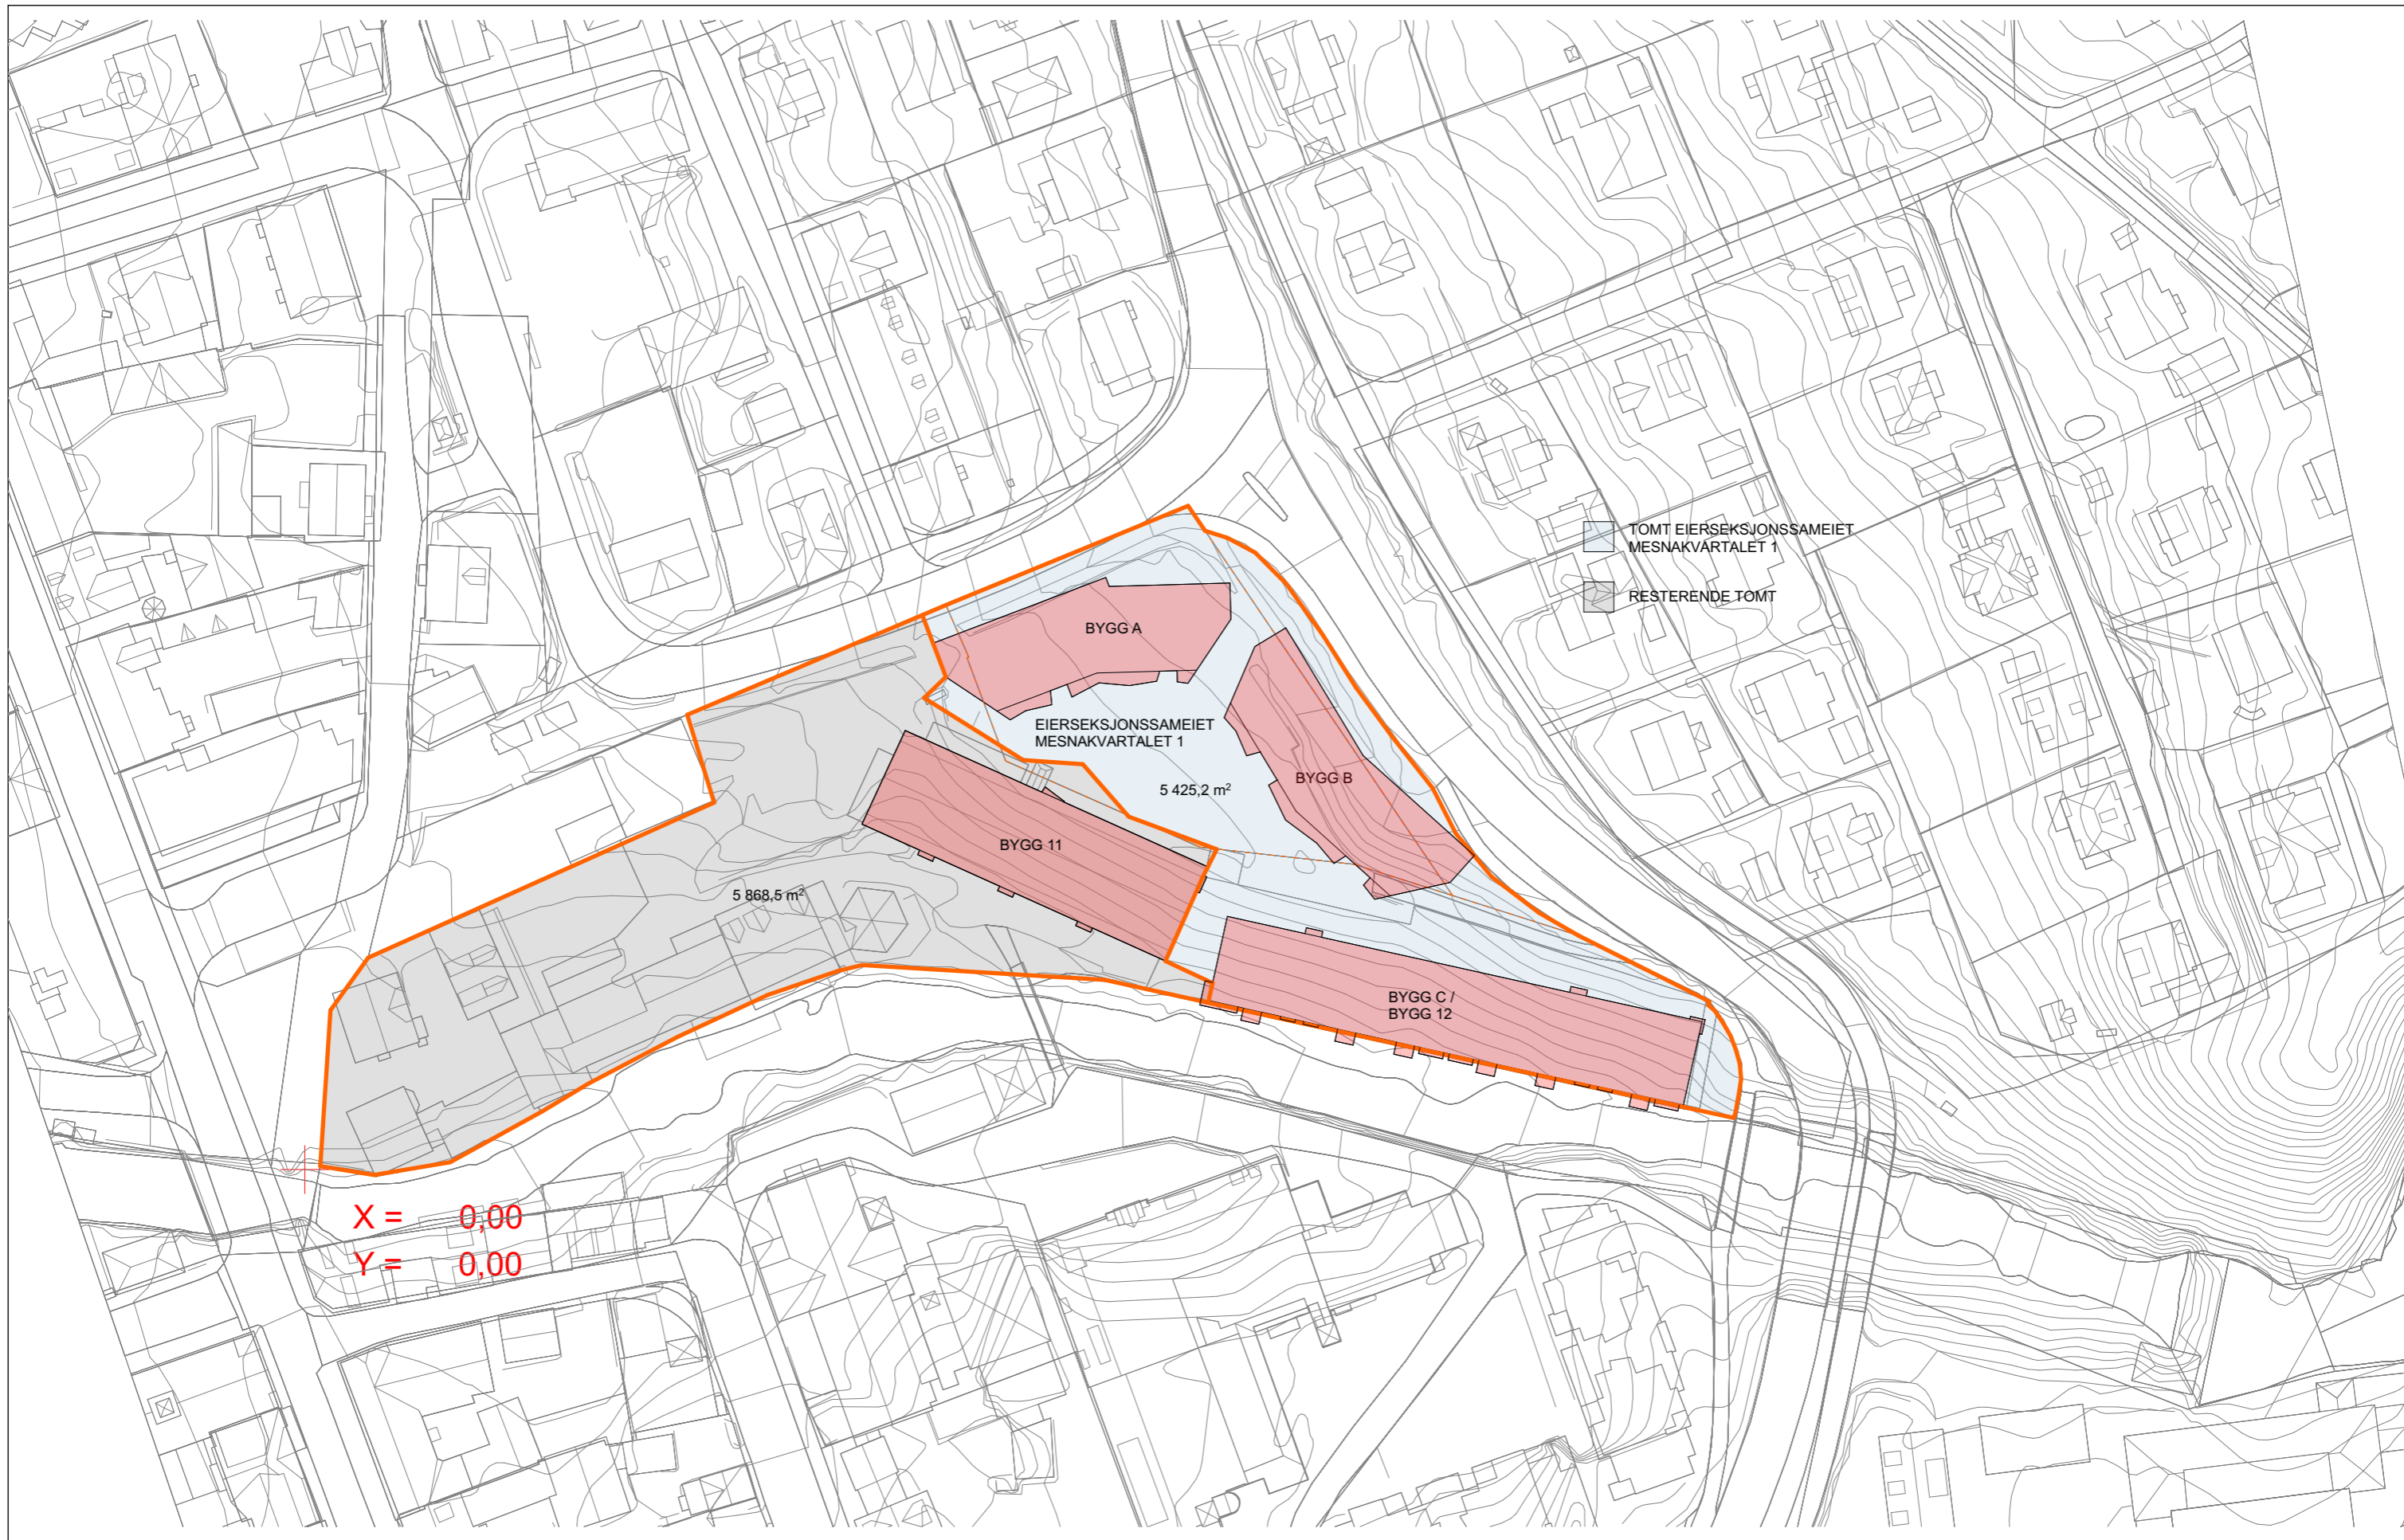 TOMT EIERSEKSJONSSAMEIET
MESNAKVARTALET 1
RESTERENDE TOMT
BYGG A
EIERSEKSJONSSAMEIET
MESNAKVARTALET 1
BYGG B
5 425,2 m²
BYGG 11
5 868,5 m²
BYGG C /
BYGG 12
X = 0,00
Y = 0,00